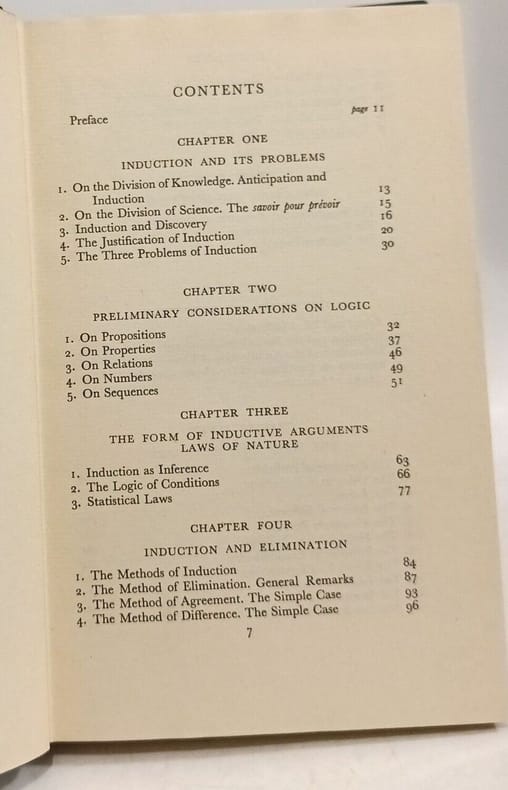 CONTENTS
page 11
Preface
CHAPTER ONE
INDUCTION AND ITS PROBLEMS
1. On the Division of Knowledge. Anticipation and
Induction 13
2. On the Division of Science. The savoir pour prévoir 15
3. Induction and Discovery 16
4. The Justification of Induction 20
5. The Three Problems of Induction 30
CHAPTER TWO
PRELIMINARY CONSIDERATIONS ON LOGIC
1. On Propositions 32
2. On Properties 37
3. On Relations 46
4. On Numbers 49
5. On Sequences 51
CHAPTER THREE
THE FORM OF INDUCTIVE ARGUMENTS
LAWS OF NATURE
1. Induction as Inference 63
2. The Logic of Conditions 66
3. Statistical Laws 77
CHAPTER FOUR
INDUCTION AND ELIMINATION
1. The Methods of Induction 84
2. The Method of Elimination. General Remarks 87
3. The Method of Agreement. The Simple Case 93
4. The Method of Difference. The Simple Case 96
7